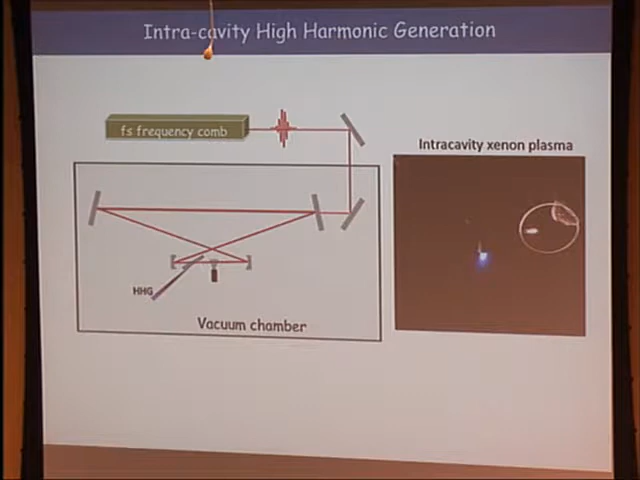 Intra-cavity High Harmonic Generation
fs frequency comb
Intracavity xenon plasma
HHG
Vacuum chamber